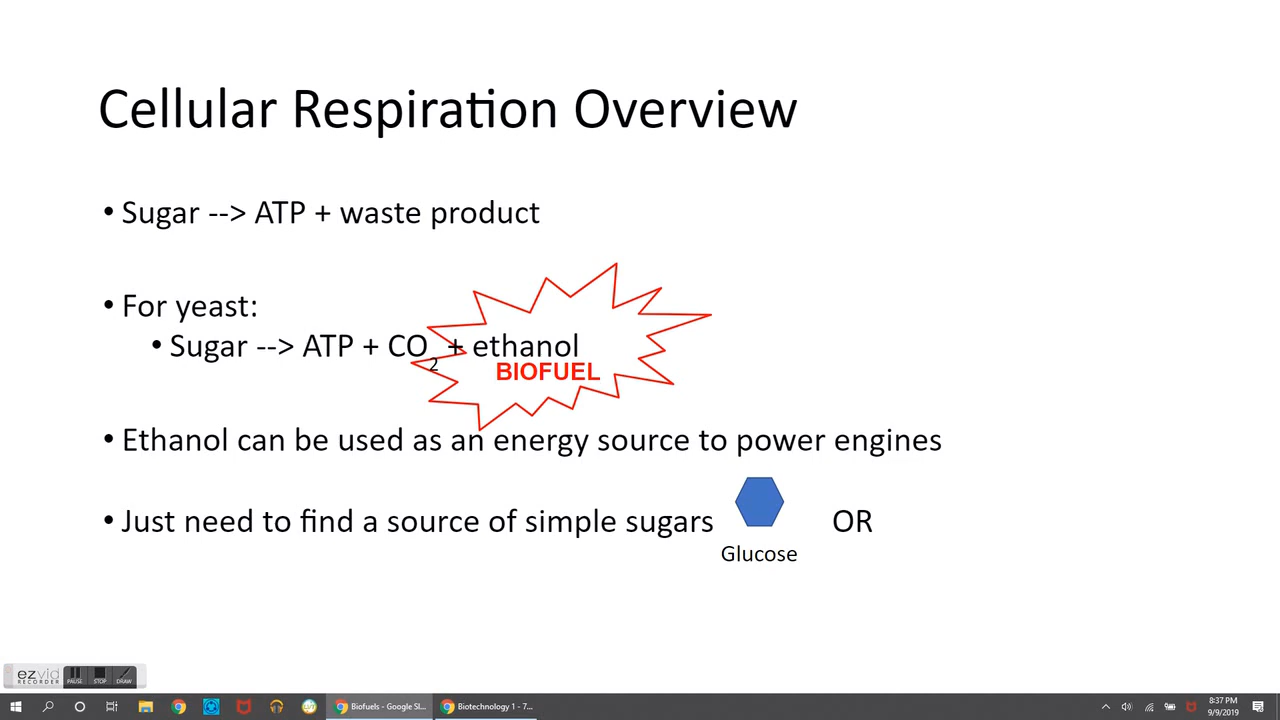 Cellular Respiration Overview
• Sugar --> ATP + waste product
• For yeast:
• Sugar --> ATP + CO2 + ethanol
BIOFUEL
• Ethanol can be used as an energy source to power engines
• Just need to find a source of simple sugars
OR
Glucose
ezvid
RECORDER
PAUSE
STOP
DRAW
Biofuels - Google Sl...
Biotechnology 1 - 7...
8:37 PM
9/9/2019